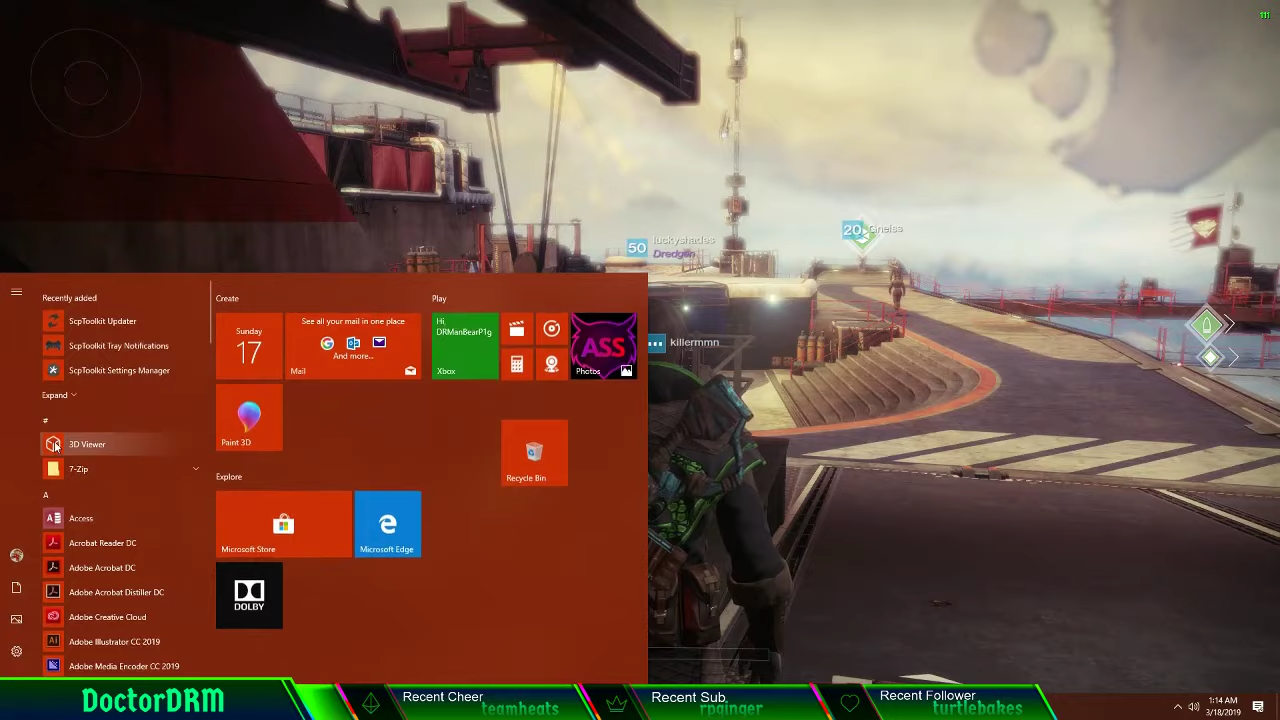 111
50
luckyshades
Dredgen
20
Gneiss
killermmn
Recently added
ScpToolkit Updater
ScpToolkit Tray Notifications
ScpToolkit Settings Manager
Expand
#
3D Viewer
7-Zip
A
Access
Acrobat Reader DC
Adobe Acrobat DC
Adobe Acrobat Distiller DC
Adobe Creative Cloud
Adobe Illustrator CC 2019
Adobe Media Encoder CC 2019
Create
Sunday
17
See all your mail in one place
And more...
Mail
Paint 3D
Explore
Microsoft Store
Microsoft Edge
DOLBY
Play
Hi,
DRManBearP1g
Xbox
ASS
Photos
Recycle Bin
DoctorDRM
Recent Cheer
teamheats
Recent Sub
rpginger
Recent Follower
turtlebakes
1:14 AM
3/18/2019